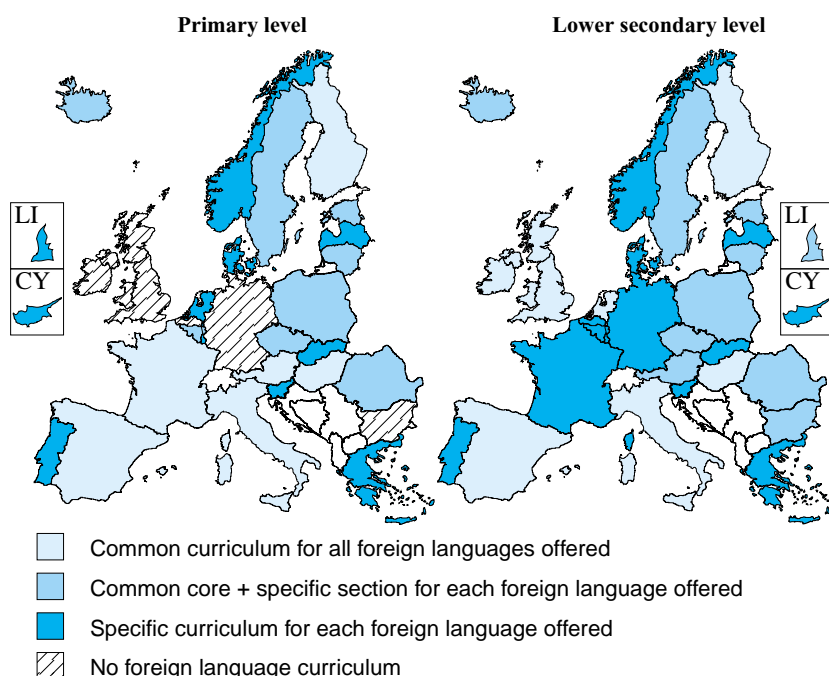 Primary level
Lower secondary level
LI
CY
LI
CY
Common curriculum for all foreign languages offered
Common core + specific section for each foreign language offered
Specific curriculum for each foreign language offered
No foreign language curriculum